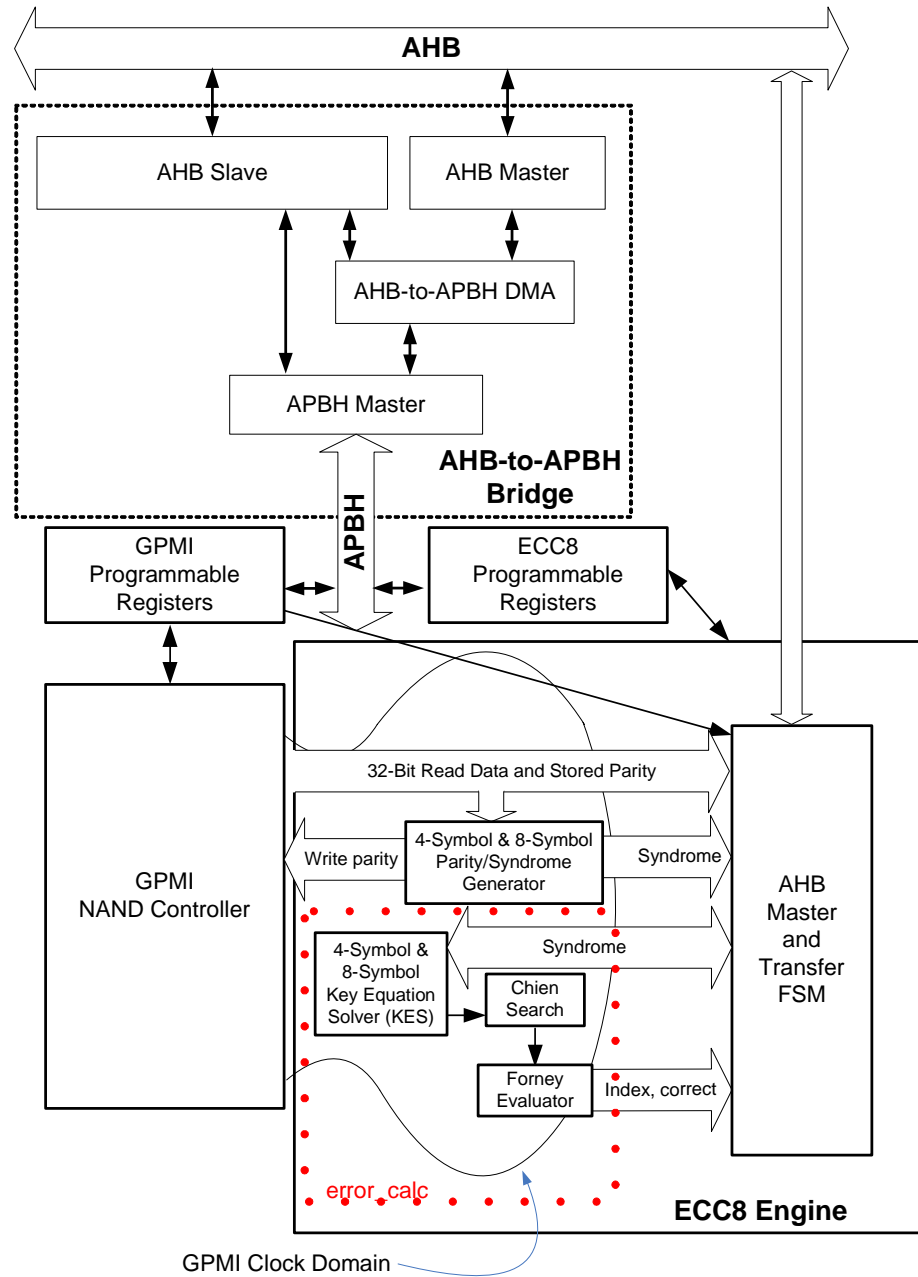 AHB
AHB Slave
AHB Master
AHB-to-APBH DMA
APBH Master
AHB-to-APBH
Bridge
APBH
GPMI
Programmable
Registers
ECC8
Programmable
Registers
32-Bit Read Data and Stored Parity
4-Symbol & 8-Symbol
Parity/Syndrome
Generator
Write parity
Syndrome
GPMI
NAND Controller
AHB
Master
and
Transfer
FSM
Syndrome
4-Symbol &
8-Symbol
Key Equation
Solver (KES)
Chien
Search
Forney
Evaluator
Index, correct
error_calc
ECC8 Engine
GPMI Clock Domain